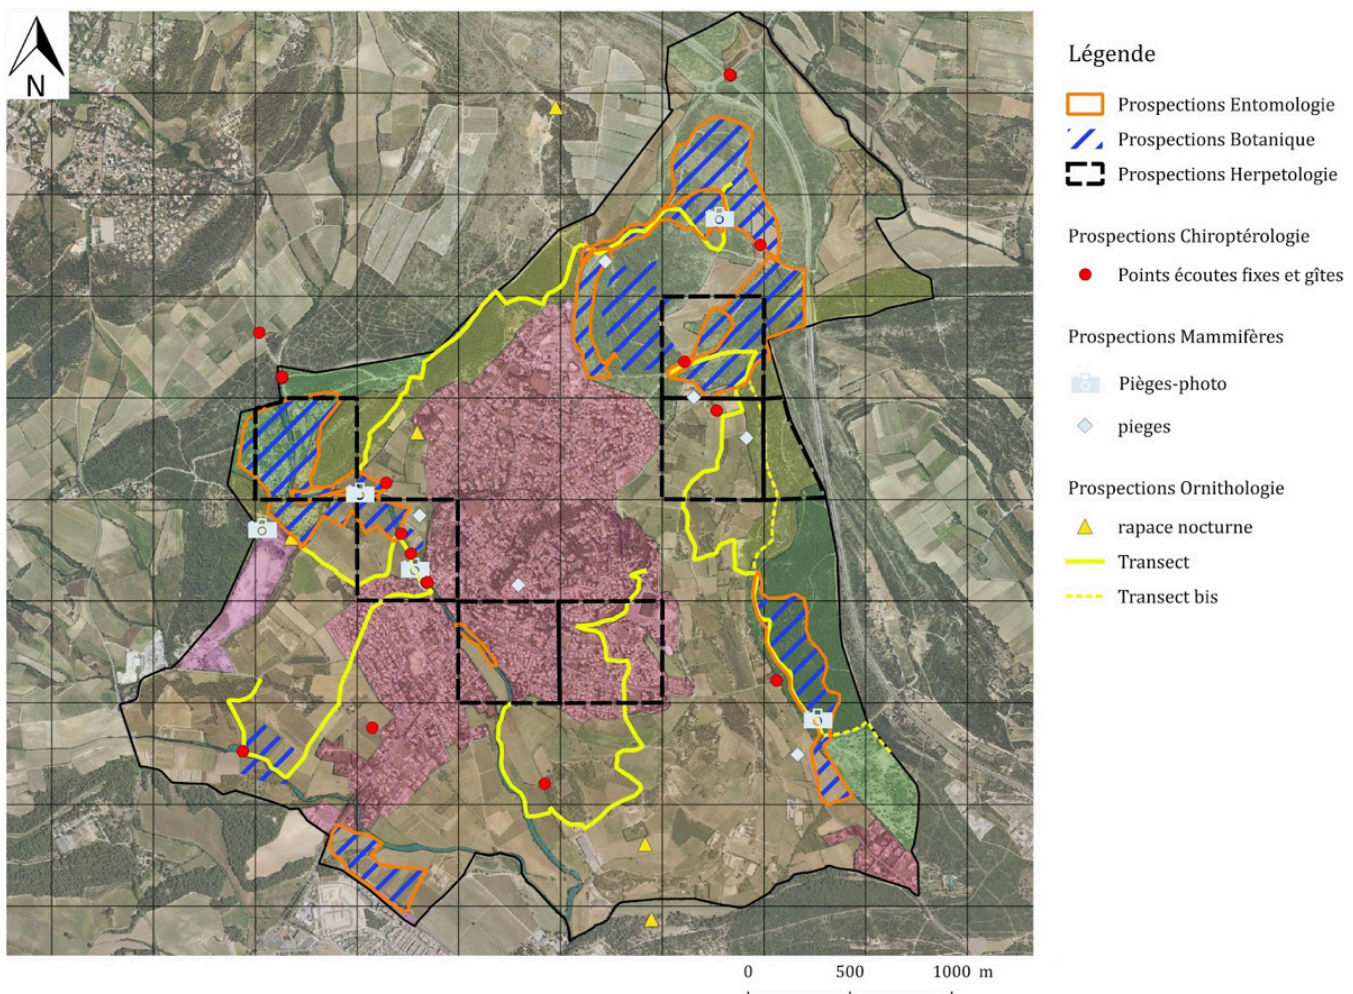 N
Légende
Prospections Entomologie
Prospections Botanique
Prospections Herpetologie
Prospections Chiroptérologie
Points écoutes fixes et gîtes
Prospections Mammifères
Pièges-photo
pieges
Prospections Ornithologie
rapace nocturne
Transect
Transect bis
0 500 1000 m